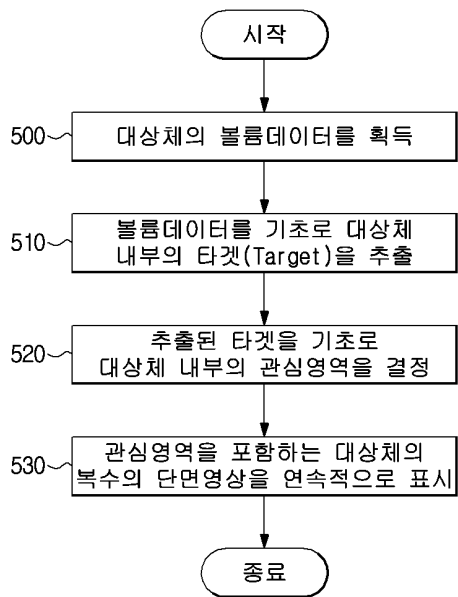 시작
500
대상체의 볼륨데이터를 획득
510
볼륨데이터를 기초로 대상체
내부의 타겟(Target)을 추출
520
추출된 타겟을 기초로
대상체 내부의 관심영역을 결정
530
관심영역을 포함하는 대상체의
복수의 단면영상을 연속적으로 표시
종료